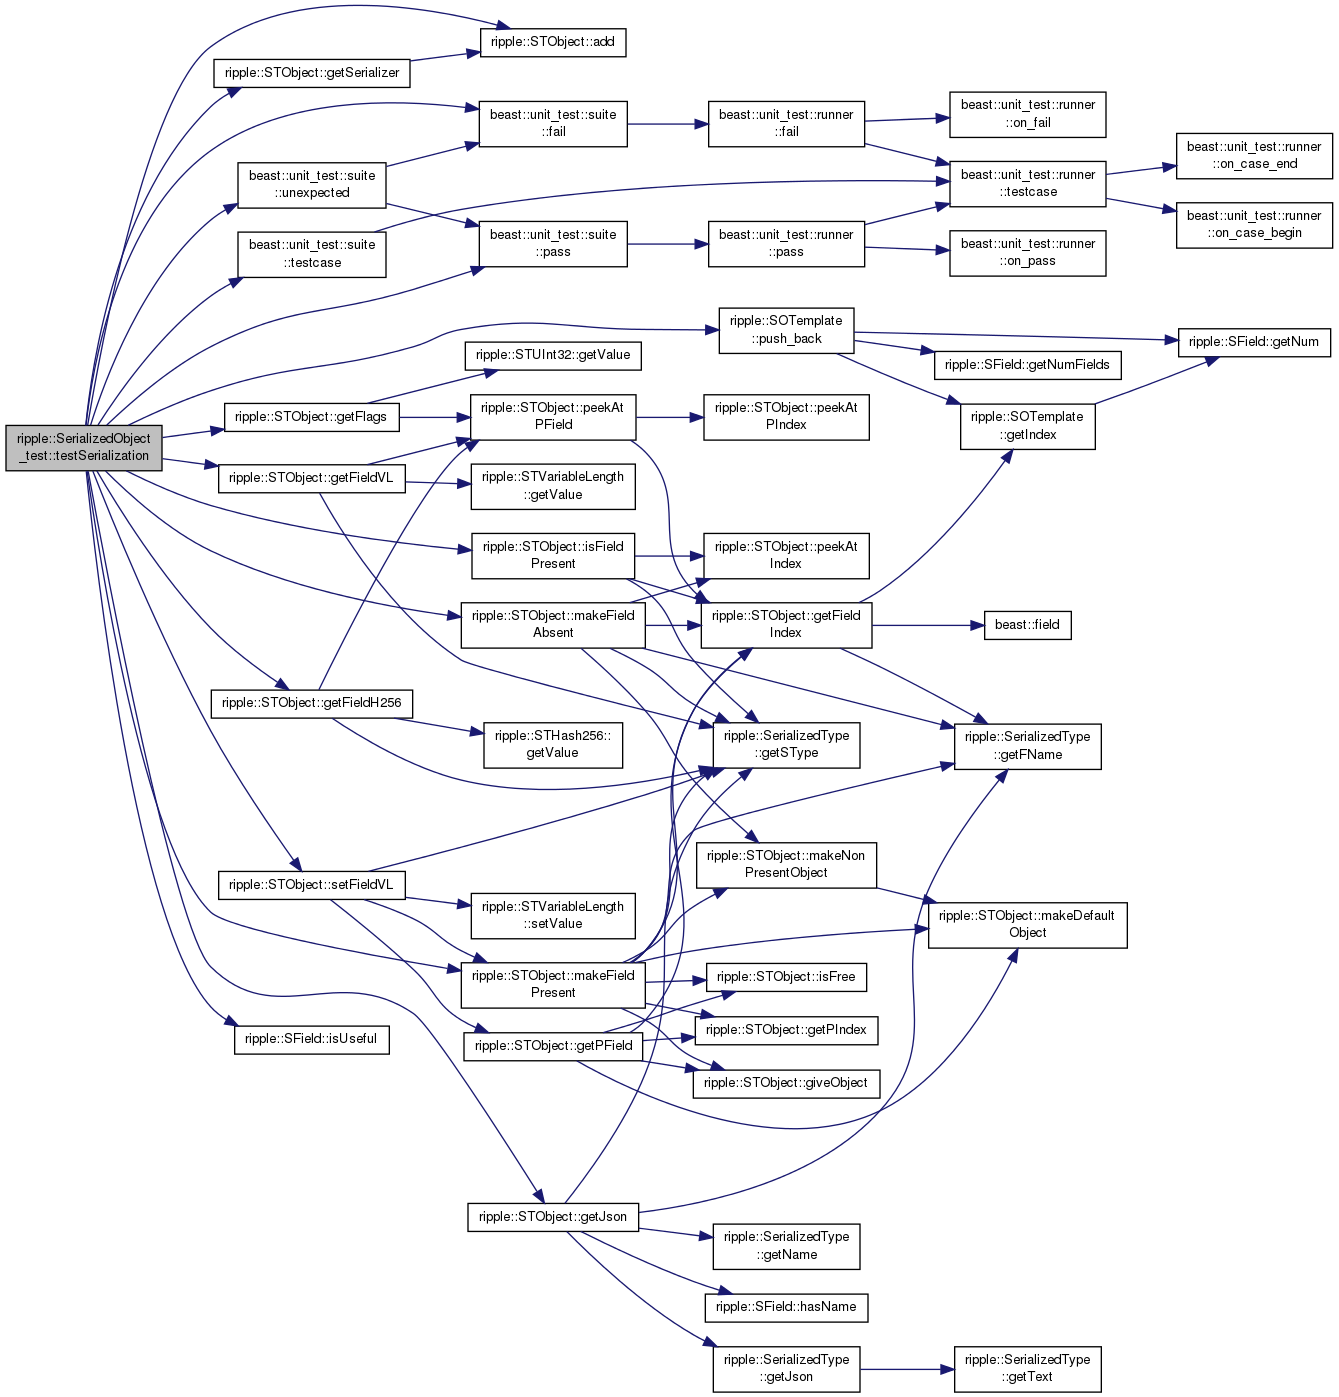 ripple::STObject::add
ripple::STObject::getSerializer
beast::unit_test::suite
::fail
beast::unit_test::runner
::fail
beast::unit_test::runner
::on_fail
beast::unit_test::suite
::unexpected
beast::unit_test::runner
::testcase
beast::unit_test::runner
::on_case_end
beast::unit_test::runner
::on_case_begin
beast::unit_test::suite
::testcase
beast::unit_test::suite
::pass
beast::unit_test::runner
::pass
beast::unit_test::runner
::on_pass
ripple::SOTemplate
::push_back
ripple::SField::getNum
ripple::STUInt32::getValue
ripple::SField::getNumFields
ripple::STObject::getFlags
ripple::STObject::peekAt
PField
ripple::STObject::peekAt
PIndex
ripple::SOTemplate
::getIndex
ripple::SerializedObject
_test::testSerialization
ripple::STObject::getFieldVL
ripple::STVariableLength
::getValue
ripple::STObject::isField
Present
ripple::STObject::peekAt
Index
ripple::STObject::makeField
Absent
ripple::STObject::getField
Index
beast::field
ripple::STObject::getFieldH256
ripple::STHash256::
getValue
ripple::SerializedType
::getSType
ripple::SerializedType
::getFName
ripple::STObject::makeNon
PresentObject
ripple::STObject::setFieldVL
ripple::STVariableLength
::setValue
ripple::STObject::makeDefault
Object
ripple::STObject::makeField
Present
ripple::STObject::isFree
ripple::STObject::getPIndex
ripple::SField::isUseful
ripple::STObject::getPField
ripple::STObject::giveObject
ripple::STObject::getJson
ripple::SerializedType
::getName
ripple::SField::hasName
ripple::SerializedType
::getJson
ripple::SerializedType
::getText